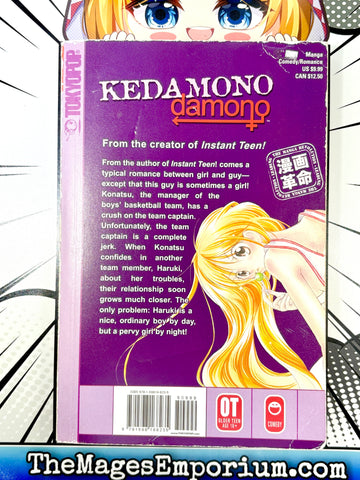 TOKYOPOP
Manga
Comedy/Romance
US $9.99
CAN $12.50
KEDAMONO
damono
From the creator of Instant Teen!
From the author of Instant Teen! comes a
typical romance between girl and guy—
except that this guy is sometimes a girl!
Konatsu, the manager of the
boys' basketball team, has a
crush on the team captain.
Unfortunately, the team
captain is a complete
jerk. When Konatsu
confides in another
team member, Haruki,
about her troubles,
their relationship soon
grows much closer. The
only problem: Haruki is a
nice, ordinary boy by day,
but a pervy girl by night!
THE MANGA REVOLUTION
漫画
革命
OT
OLDER TEEN
AGE 16+
COMEDY
TheMagesEmporium.com